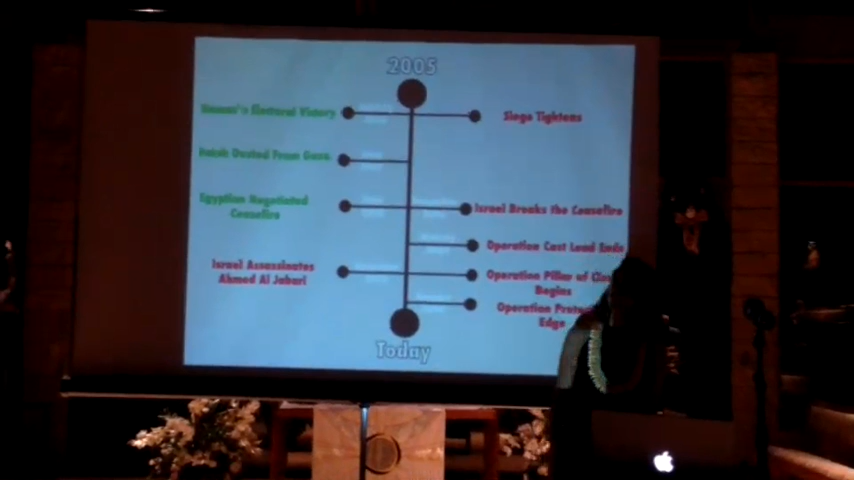 2005
Hamas's Electoral Victory
Siege Tightens
Fatah Ousted From Gaza
Egyptian Negotiated
Ceasefire
Israel Breaks the Ceasefire
Operation Cast Lead Ends
Israel Assassinates
Ahmed Al Jabari
Operation Pillar of
Begins
Operation
Edge
Today